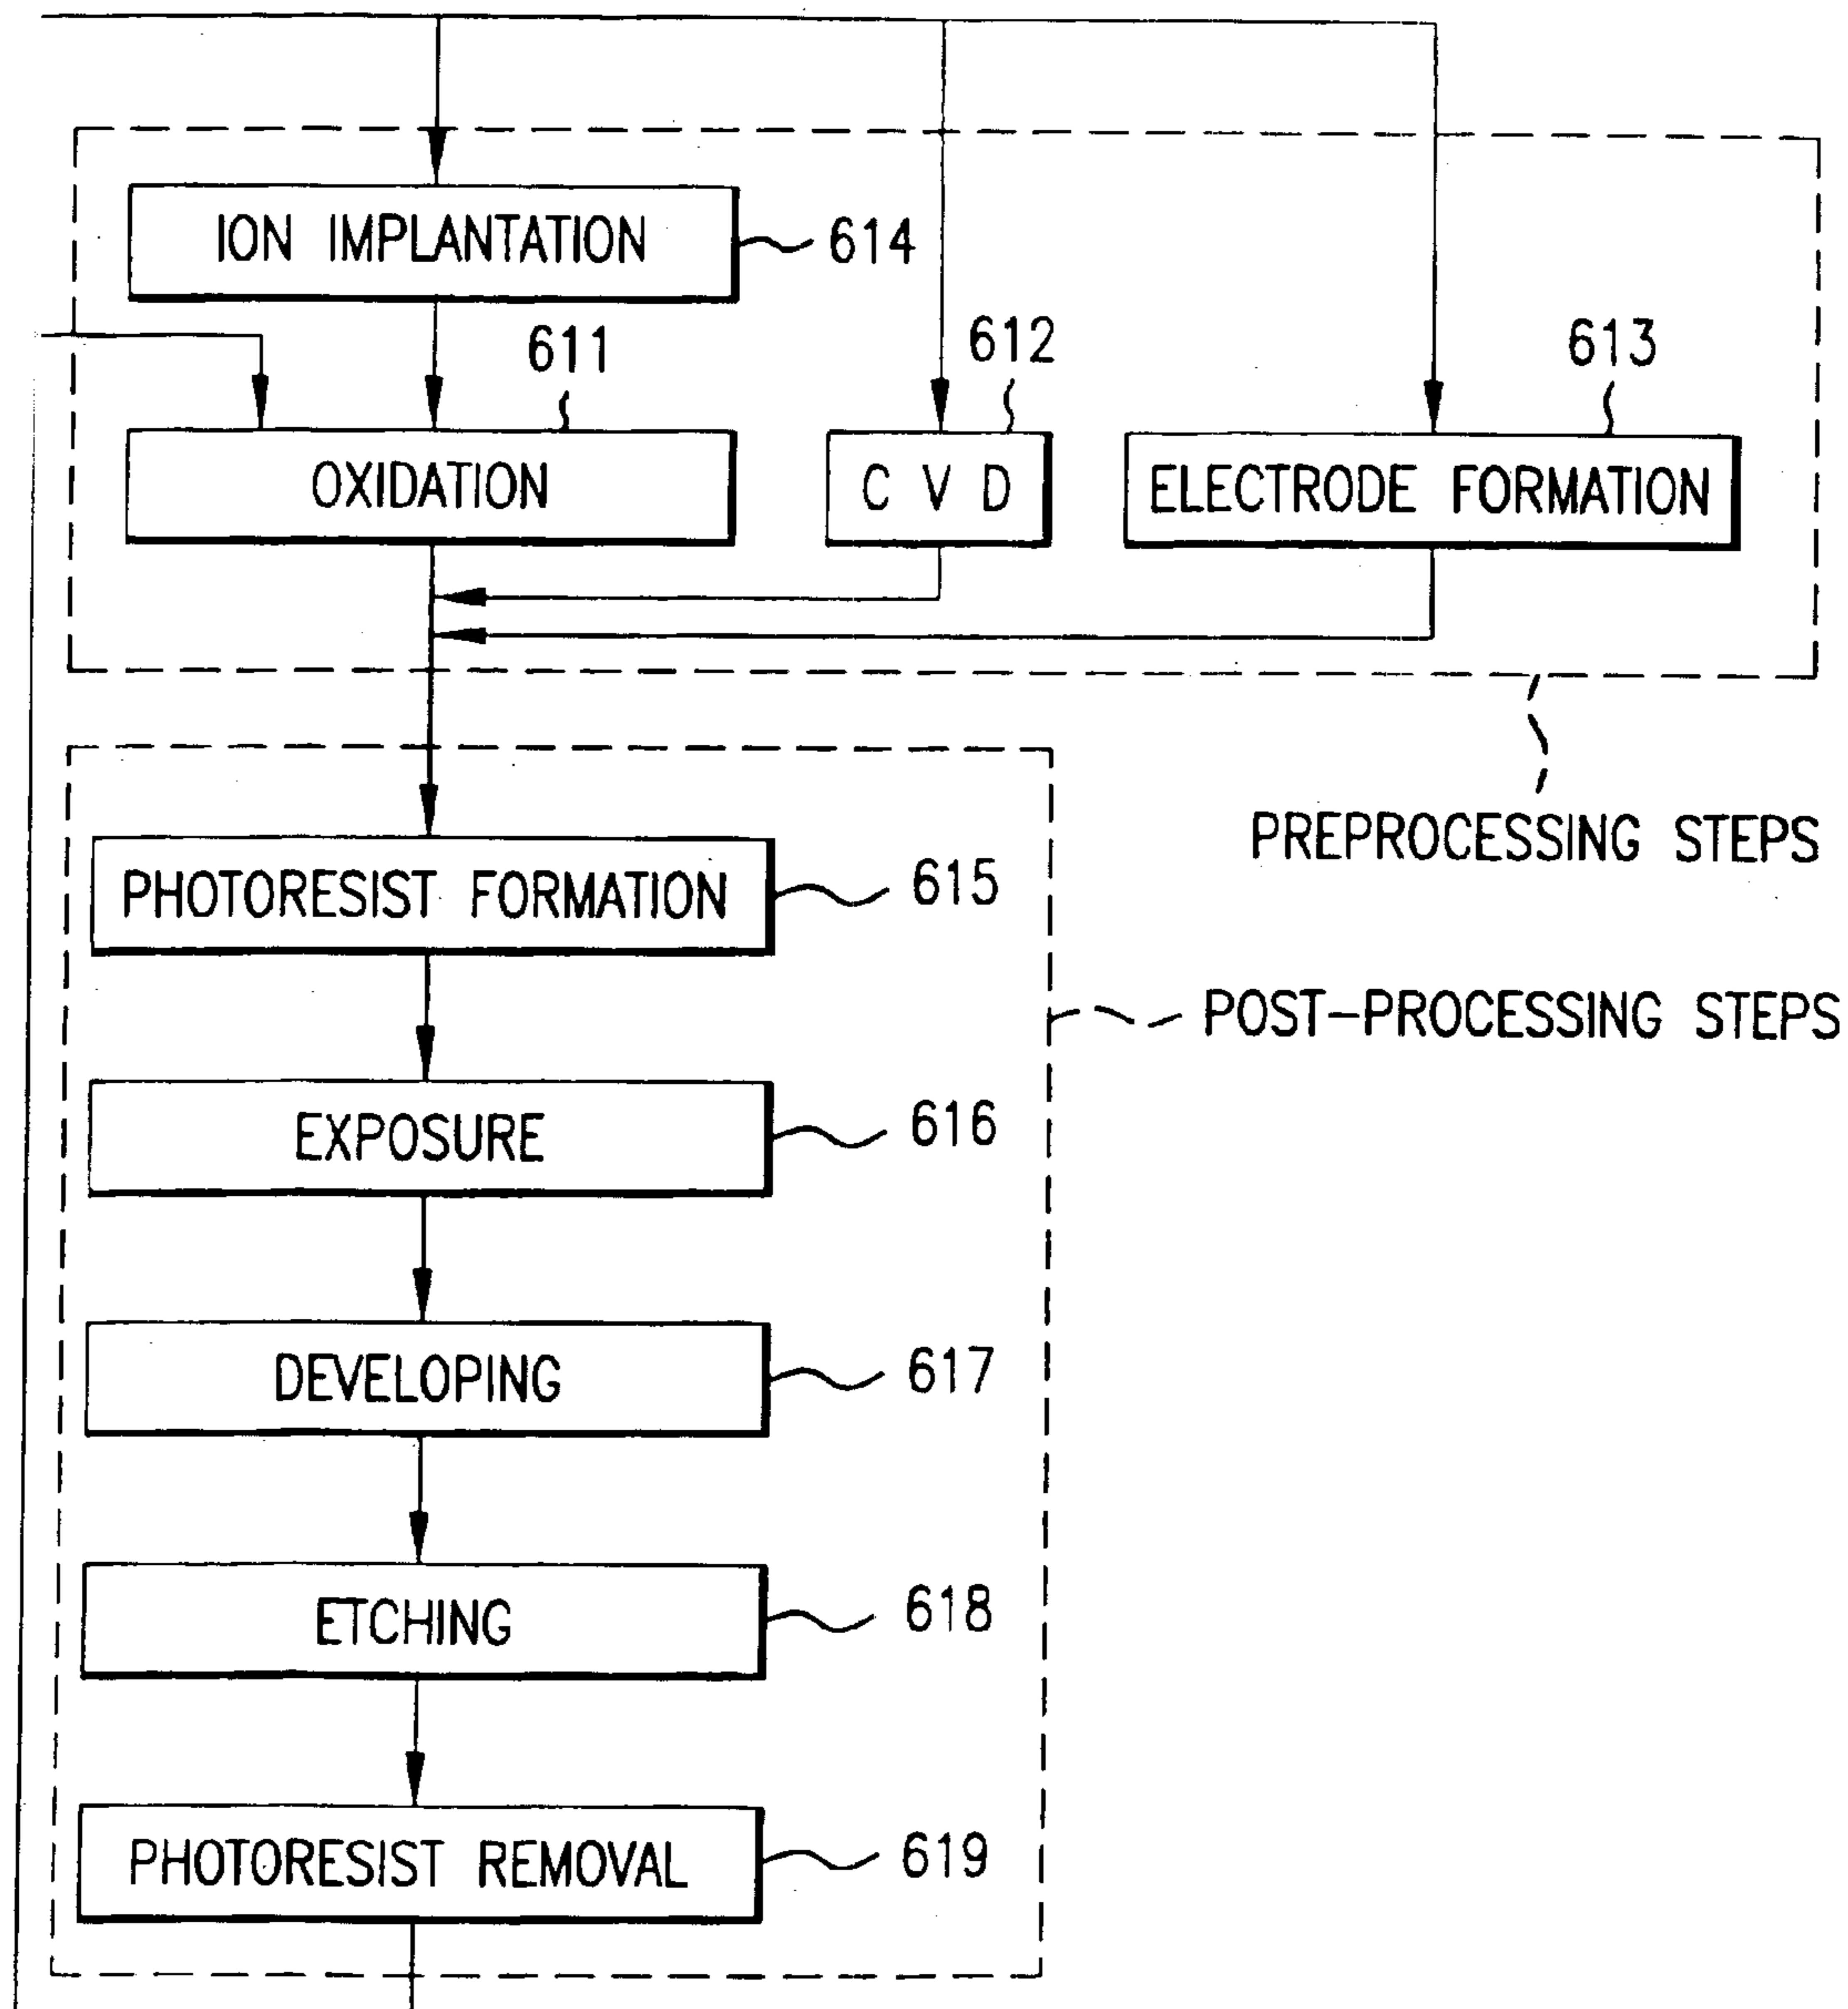 ION IMPLANTATION
614
611
612
613
OXIDATION
C V D
ELECTRODE FORMATION
PREPROCESSING STEPS
PHOTORESIST FORMATION
615
POST-PROCESSING STEPS
EXPOSURE
616
DEVELOPING
617
ETCHING
618
PHOTORESIST REMOVAL
619